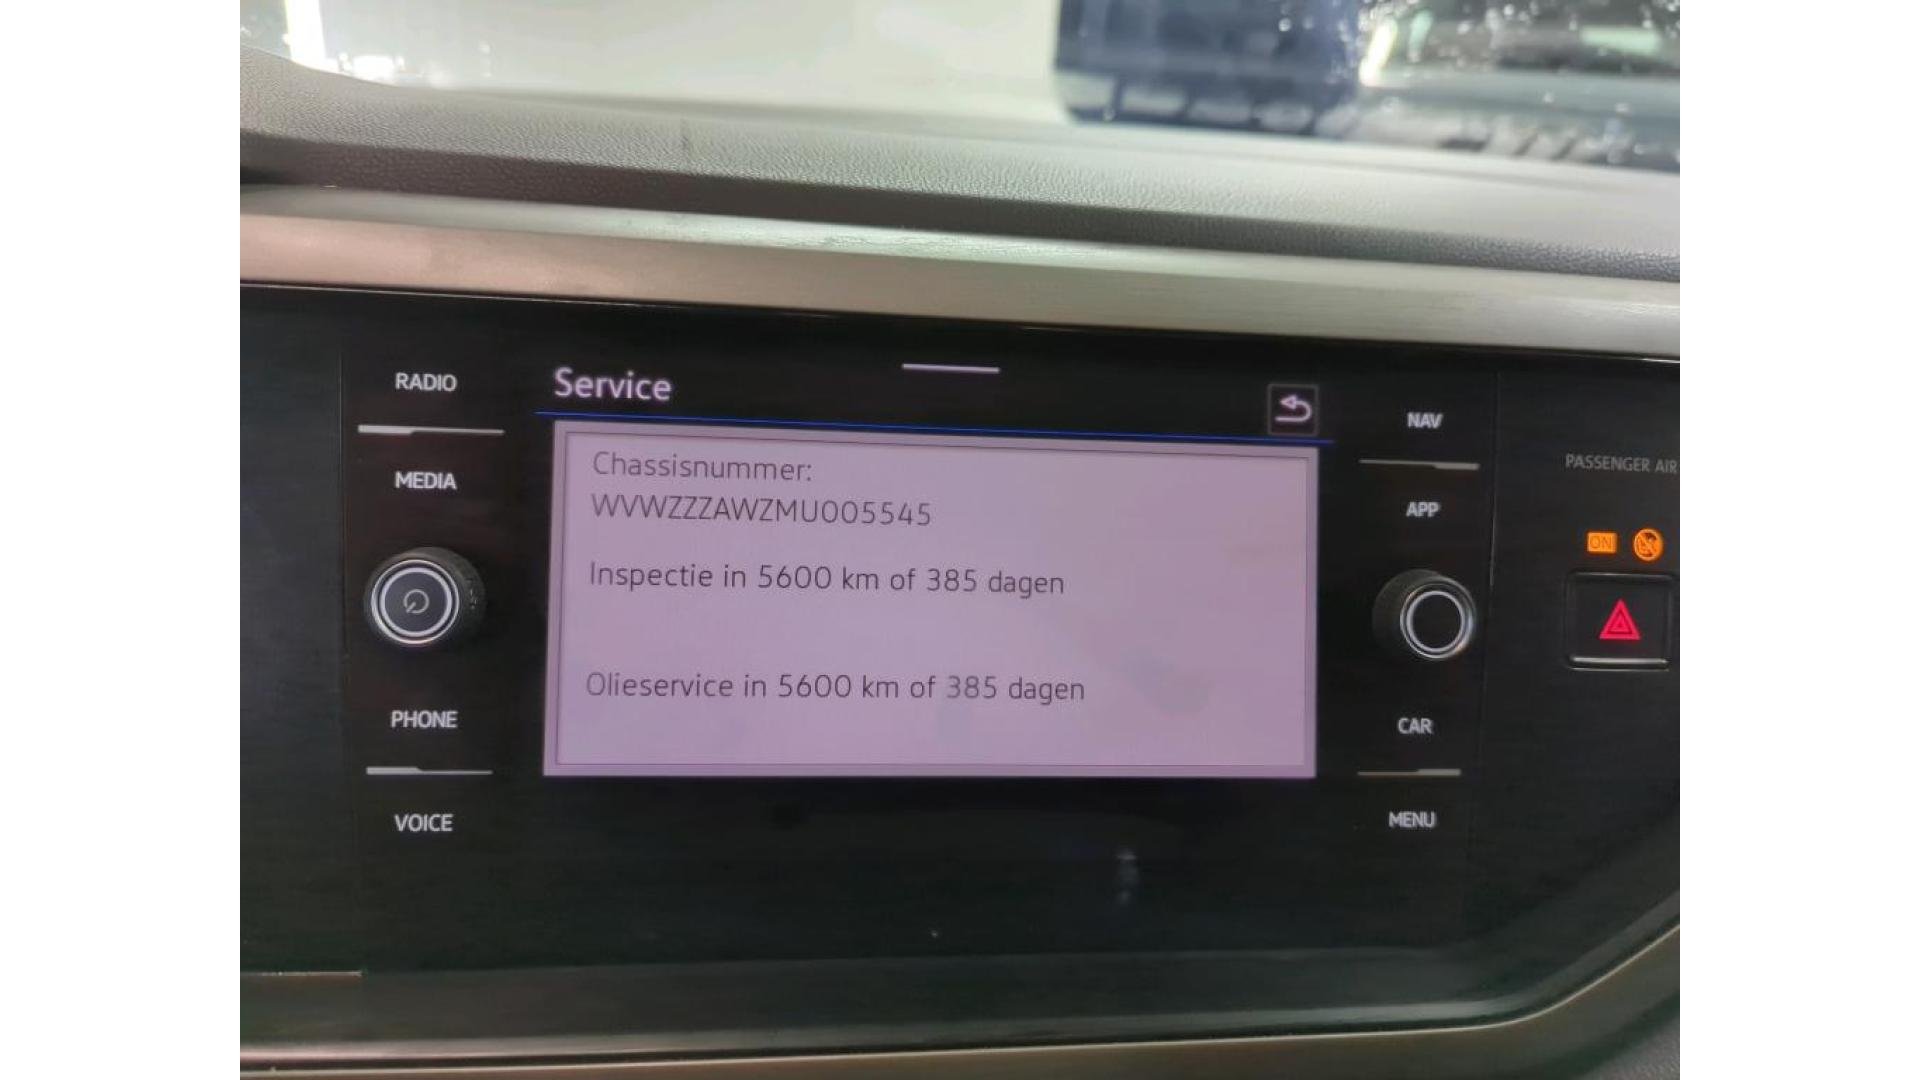 RADIO
MEDIA
PHONE
VOICE
Service
Chassisnummer:
WVWZZZAWZMU005545
Inspectie in 5600 km of 385 dagen
Olieservice in 5600 km of 385 dagen
NAV
APP
CAR
MENU
PASSENGER AIR
ON